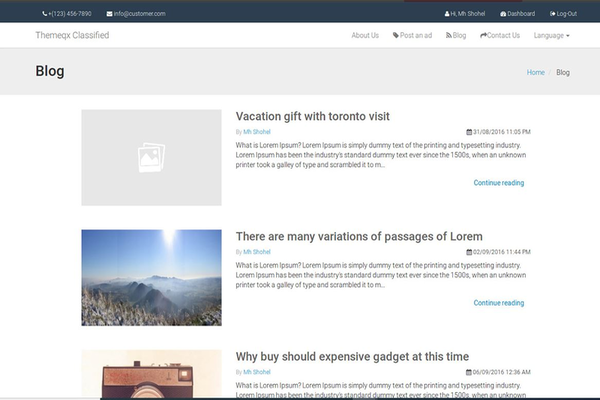 +(123) 456-7890 info@customer.com Hi, Mh Shohel Dashboard Log-Out
Themeqx Classified About Us Post an ad Blog Contact Us Language
Blog Home / Blog
Vacation gift with toronto visit
By Mh Shohel 31/08/2016 11:05 PM
What is Lorem Ipsum? Lorem Ipsum is simply dummy text of the printing and typesetting industry.
Lorem Ipsum has been the industry's standard dummy text ever since the 1500s, when an unknown
printer took a galley of type and scrambled it to m...
Continue reading
There are many variations of passages of Lorem
By Mh Shohel 02/09/2016 11:44 PM
What is Lorem Ipsum? Lorem Ipsum is simply dummy text of the printing and typesetting industry.
Lorem Ipsum has been the industry's standard dummy text ever since the 1500s, when an unknown
printer took a galley of type and scrambled it to m...
Continue reading
Why buy should expensive gadget at this time
By Mh Shohel 06/09/2016 12:36 AM
What is Lorem Ipsum? Lorem Ipsum is simply dummy text of the printing and typesetting industry.
Lorem Ipsum has been the industry's standard dummy text ever since the 1500s, when an unknown